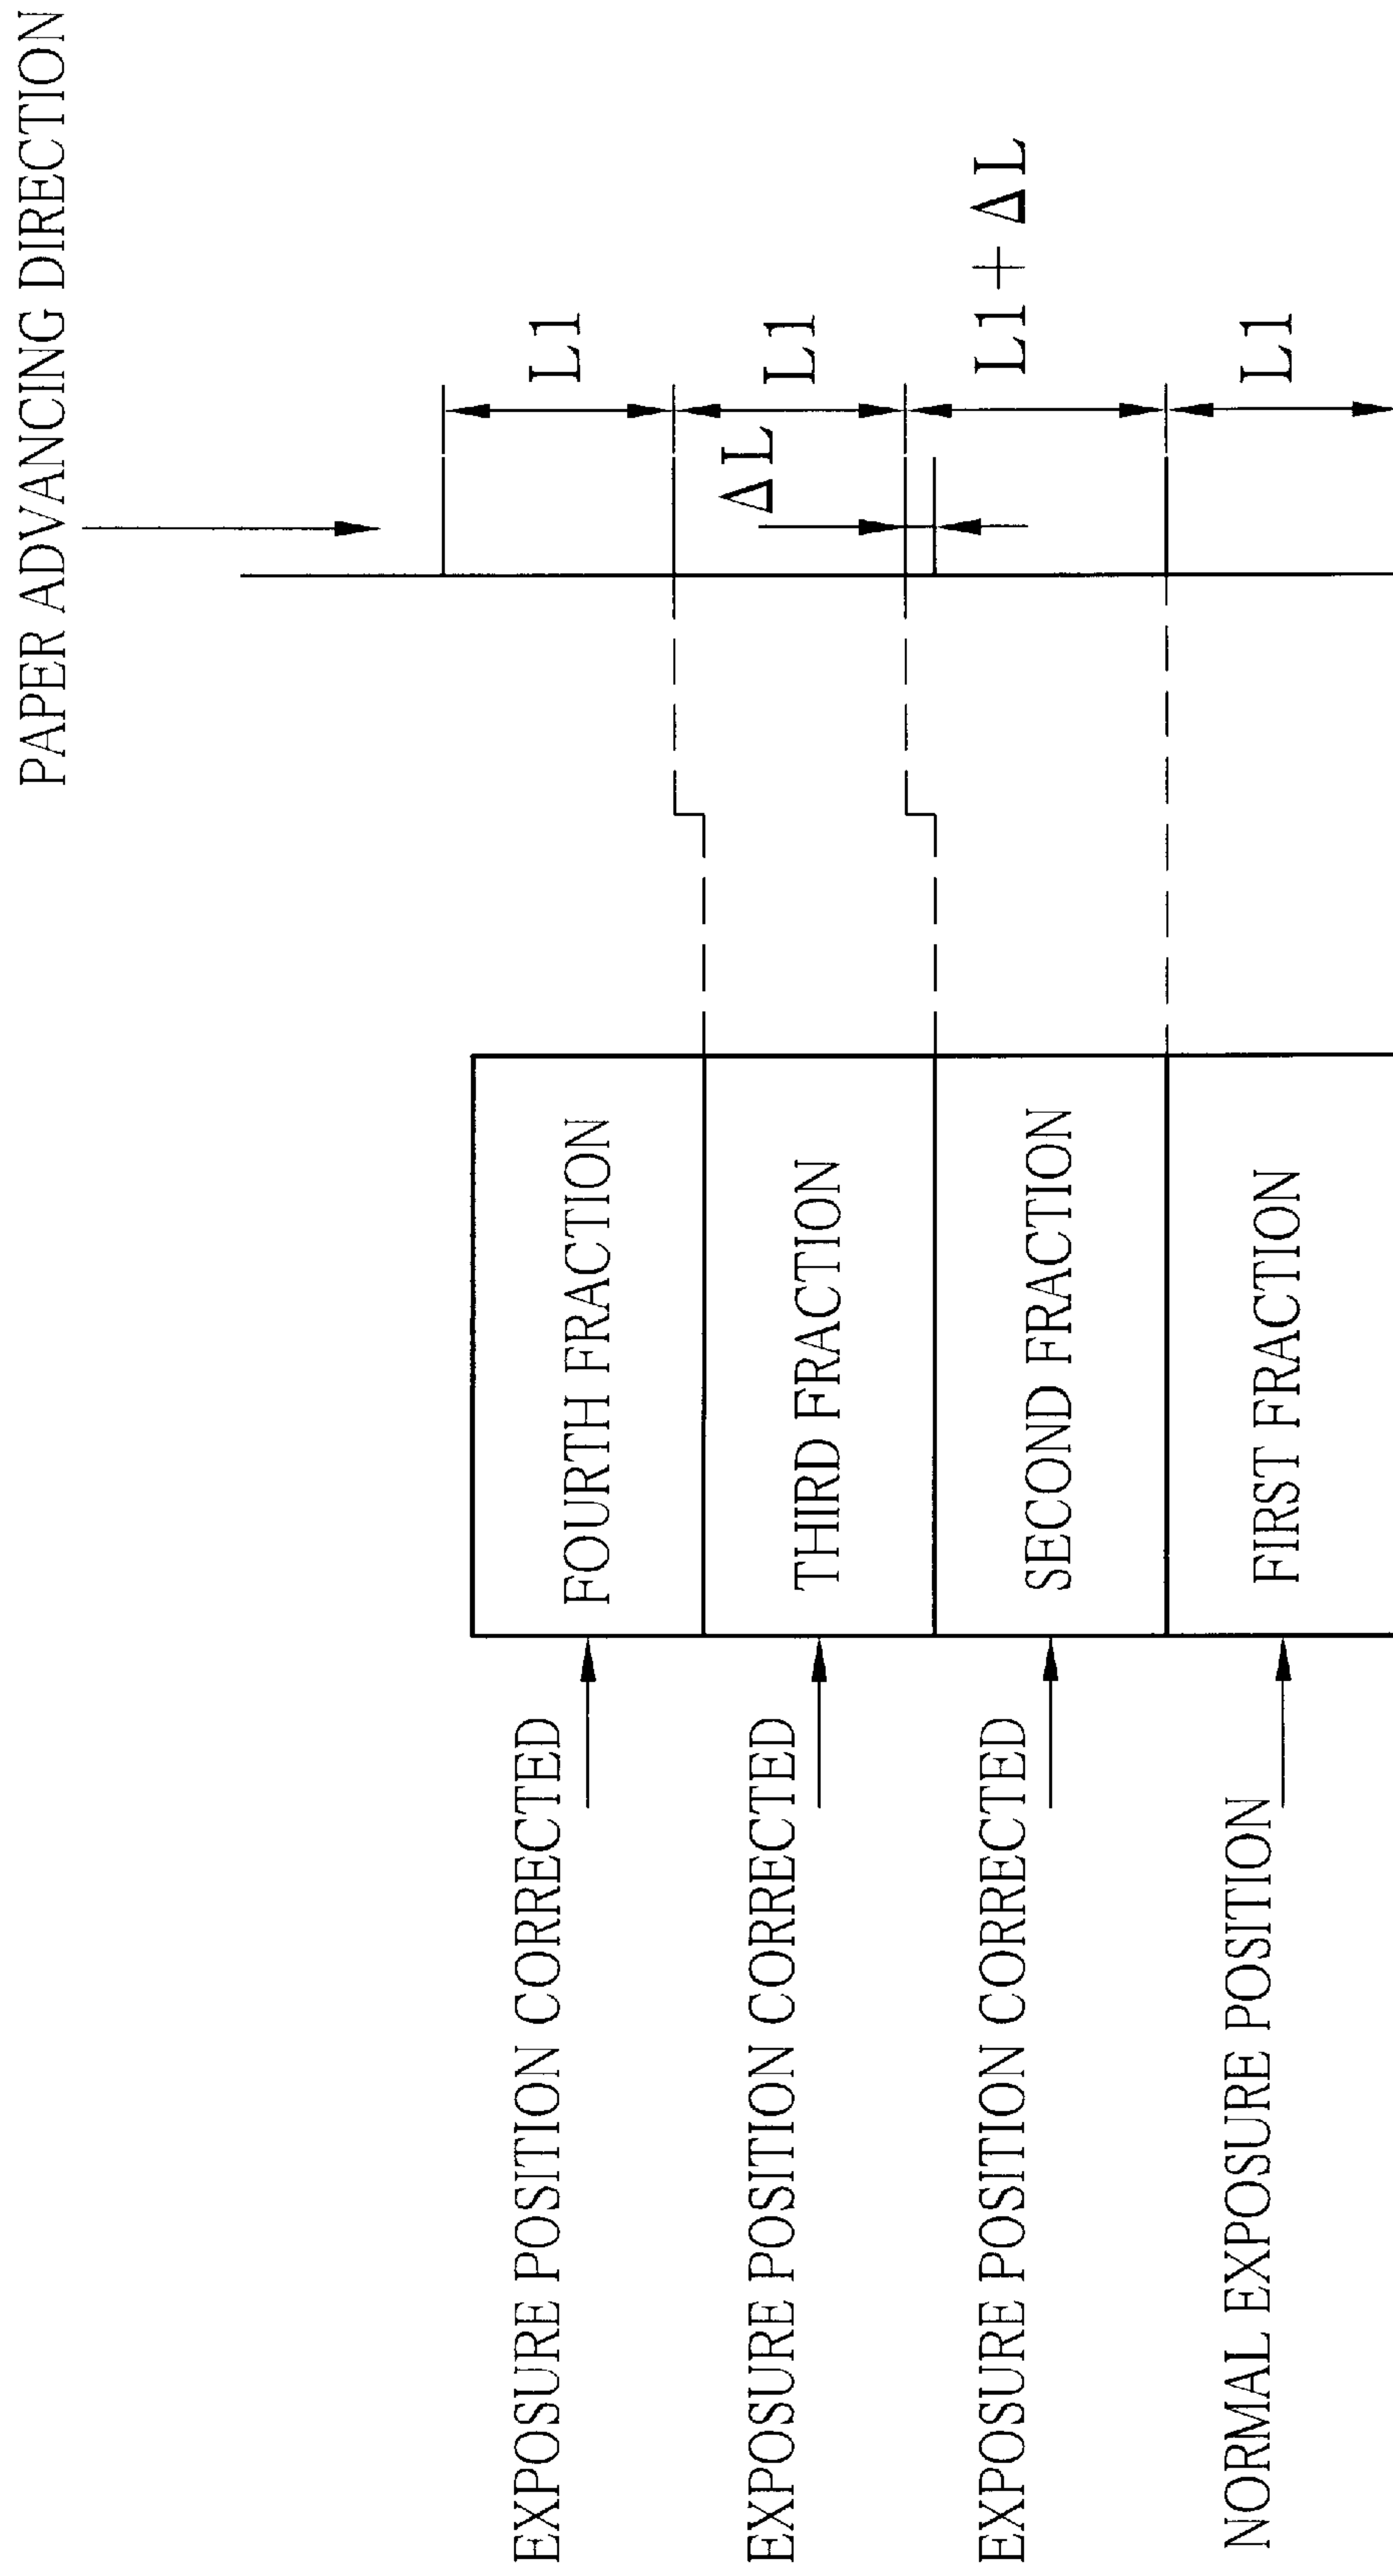 PAPER ADVANCING DIRECTION
L1
L1
ΔL
L1+ΔL
L1
FOURTH FRACTION
THIRD FRACTION
SECOND FRACTION
FIRST FRACTION
EXPOSURE POSITION CORRECTED
EXPOSURE POSITION CORRECTED
EXPOSURE POSITION CORRECTED
NORMAL EXPOSURE POSITION